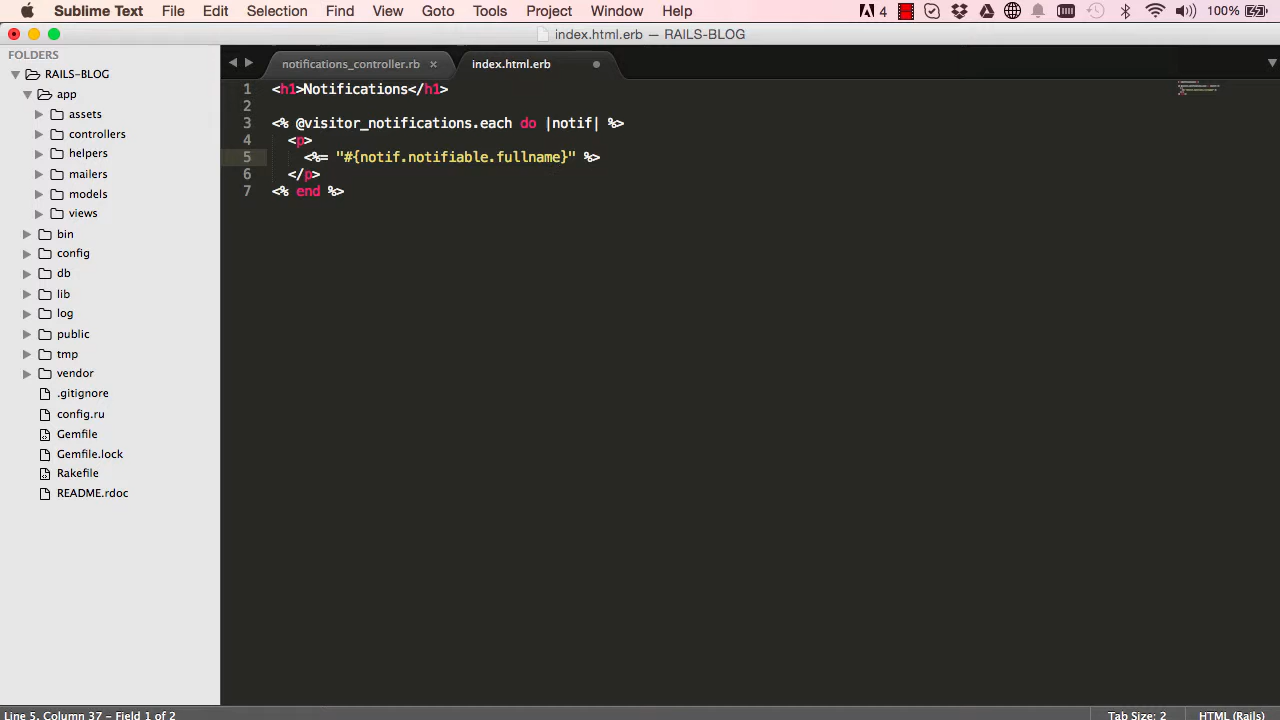 Sublime Text File Edit Selection Find View Goto Tools Project Window Help 4 100%
index.html.erb — RAILS-BLOG
FOLDERS
RAILS-BLOG
app
assets
controllers
helpers
mailers
models
views
bin
config
db
lib
log
public
tmp
vendor
.gitignore
config.ru
Gemfile
Gemfile.lock
Rakefile
README.rdoc
notifications_controller.rb × index.html.erb
1 <h1>Notifications</h1>
2
3 <% @visitor_notifications.each do |notif| %>
4 <p>
5 <%= "#{notif.notifiable.fullname}" %>
6 </p>
7 <% end %>
Line 5, Column 37 - Field 1 of 2 Tab Size: 2 HTML (Rails)